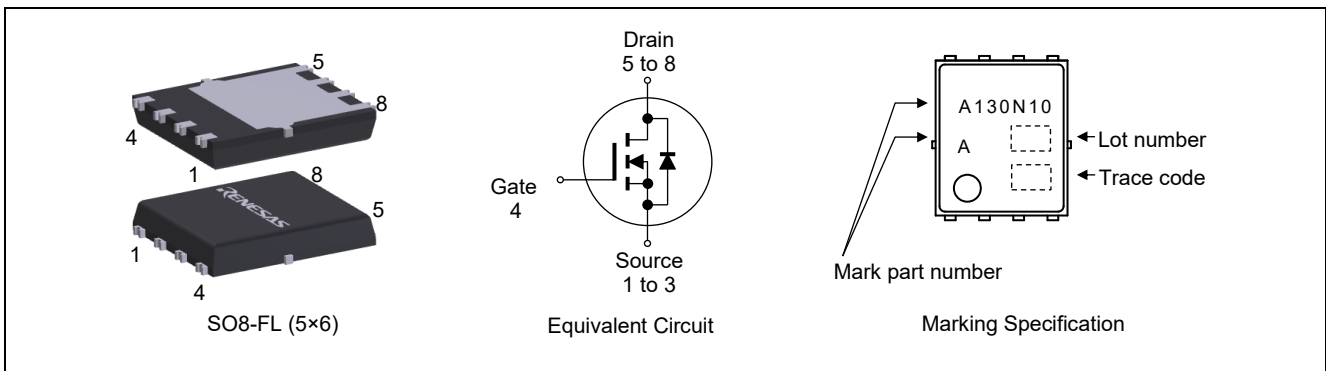 5
8
4
1
8
RENESAS
5
1
4
SO8-FL (5×6)
Drain
5 to 8
Gate
4
Source
1 to 3
Equivalent Circuit
A130N10
A
Lot number
Trace code
Mark part number
Marking Specification